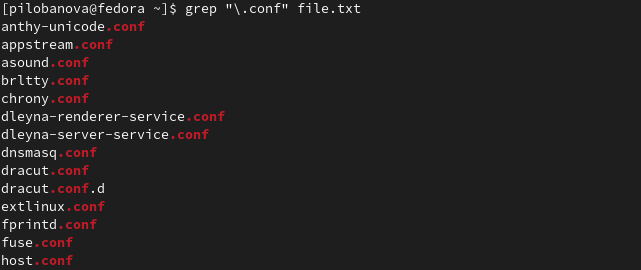 [pilobanova@fedora ~]$ grep "\.conf" file.txt
anthy-unicode.conf
appstream.conf
asound.conf
brltty.conf
chrony.conf
dleyna-renderer-service.conf
dleyna-server-service.conf
dnsmasq.conf
dracut.conf
dracut.conf.d
extlinux.conf
fprintd.conf
fuse.conf
host.conf